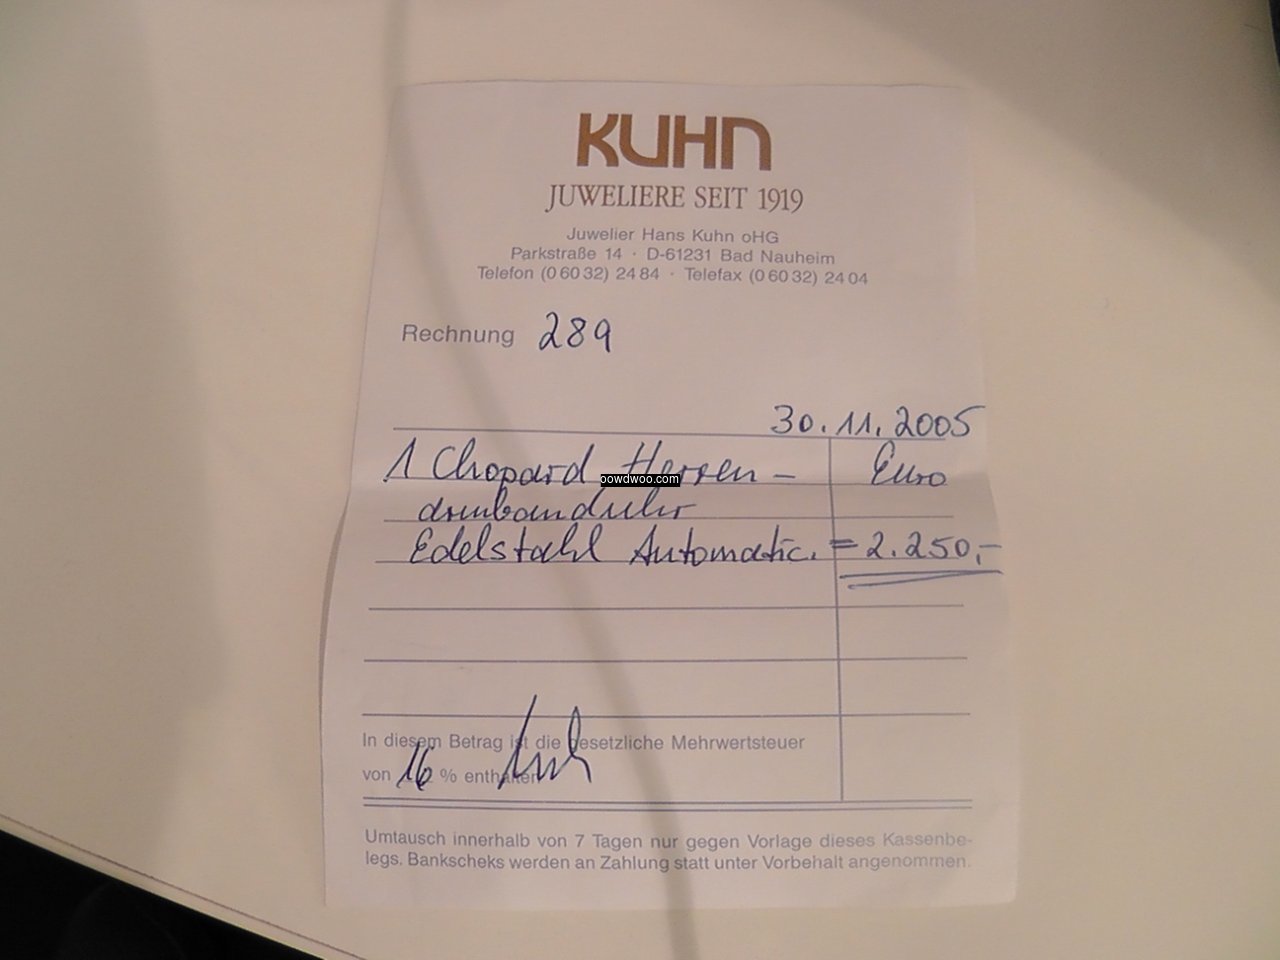 KUHN
JUWELIERE SEIT 1919
Juwelier Hans Kuhn oHG
Parkstraße 14 · D-61231 Bad Nauheim
Telefon (0 60 32) 24 84 · Telefax (0 60 32) 24 04
Rechnung 289
30.11.2005
1 Chopard Herren – Euro
oowdwoo.com
armbanduhr
Edelstahl Automatic. = 2.250,–
In diesem Betrag ist die gesetzliche Mehrwertsteuer
von 16 % enthalten
Umtausch innerhalb von 7 Tagen nur gegen Vorlage dieses Kassenbe-
legs. Bankschecks werden an Zahlung statt unter Vorbehalt angenommen.